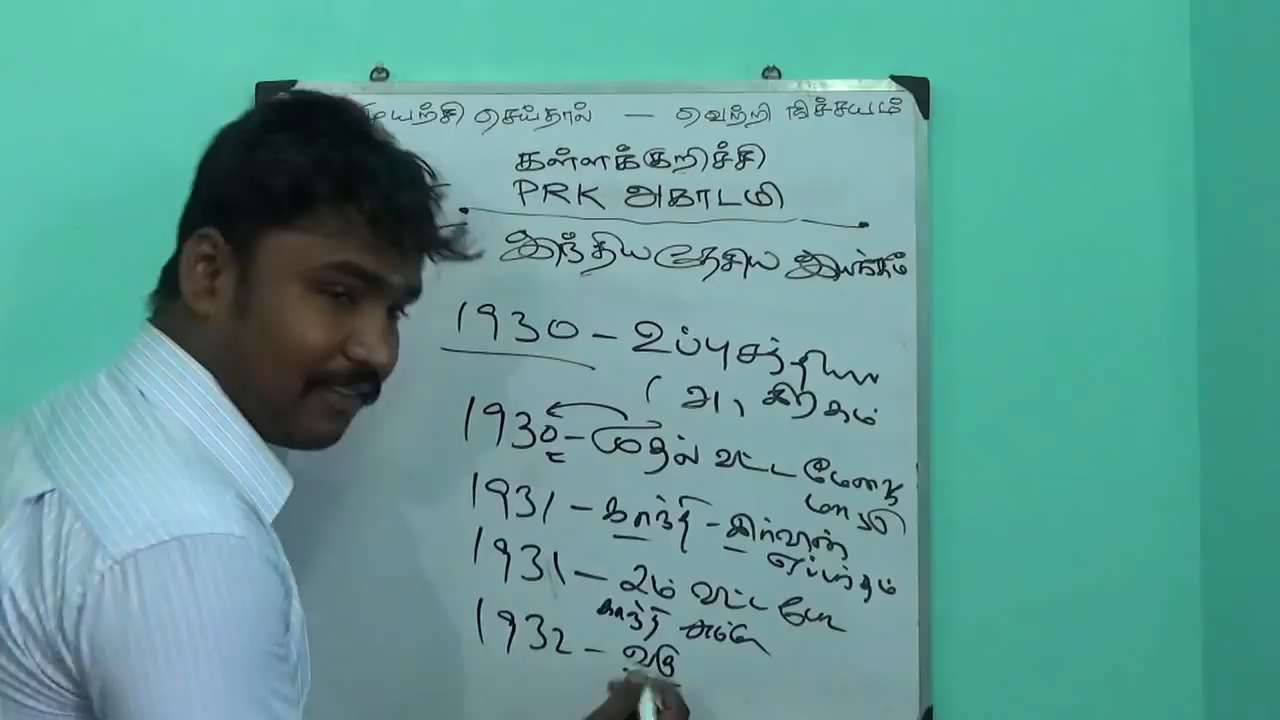 முயற்சி செய்தால் — வெற்றி நிச்சயம்
கள்ளக்குறிச்சி
PRK அகாடமி
இந்திய தேசிய இயக்கம்
1930 – உப்புசத்தியா
கிரகம்
1930 – முதல் வட்ட மேசை
மாநாடு
1931 – காந்தி – இர்வின்
ஒப்பந்தம்
1931 – 2ம் வட்ட மே
காந்தி
1932 –